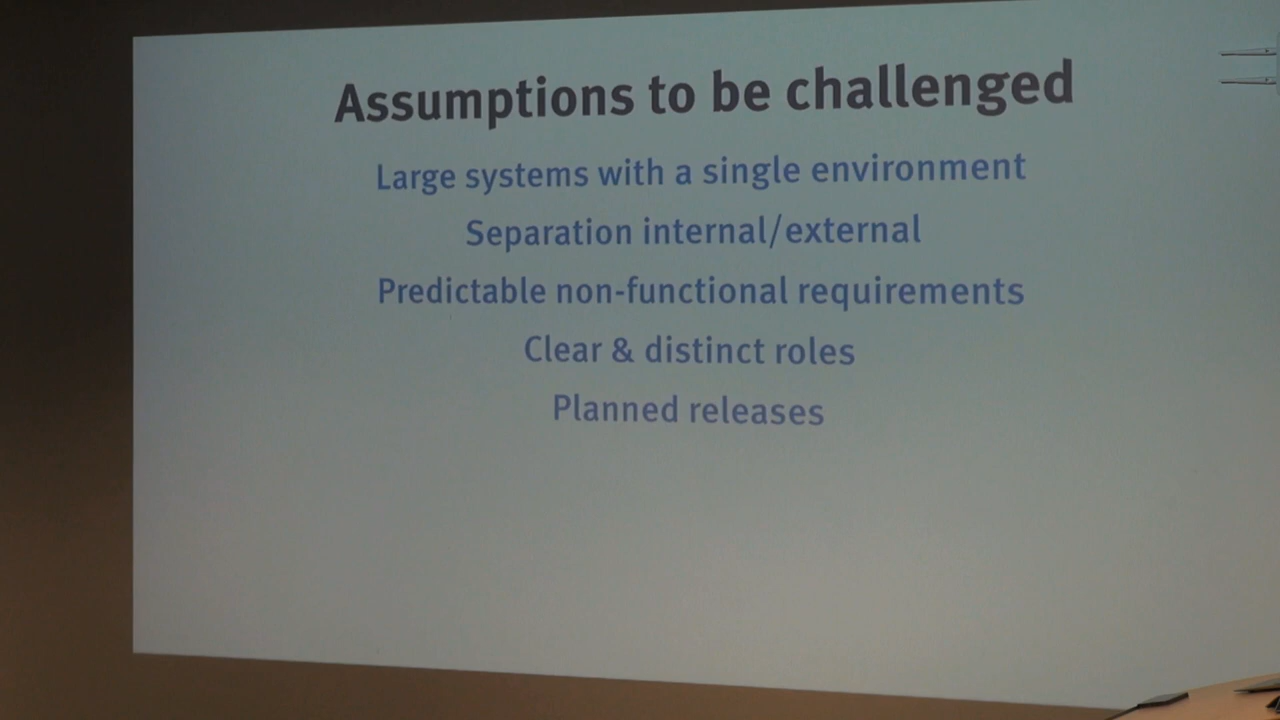 Assumptions to be challenged
Large systems with a single environment
Separation internal/external
Predictable non-functional requirements
Clear & distinct roles
Planned releases